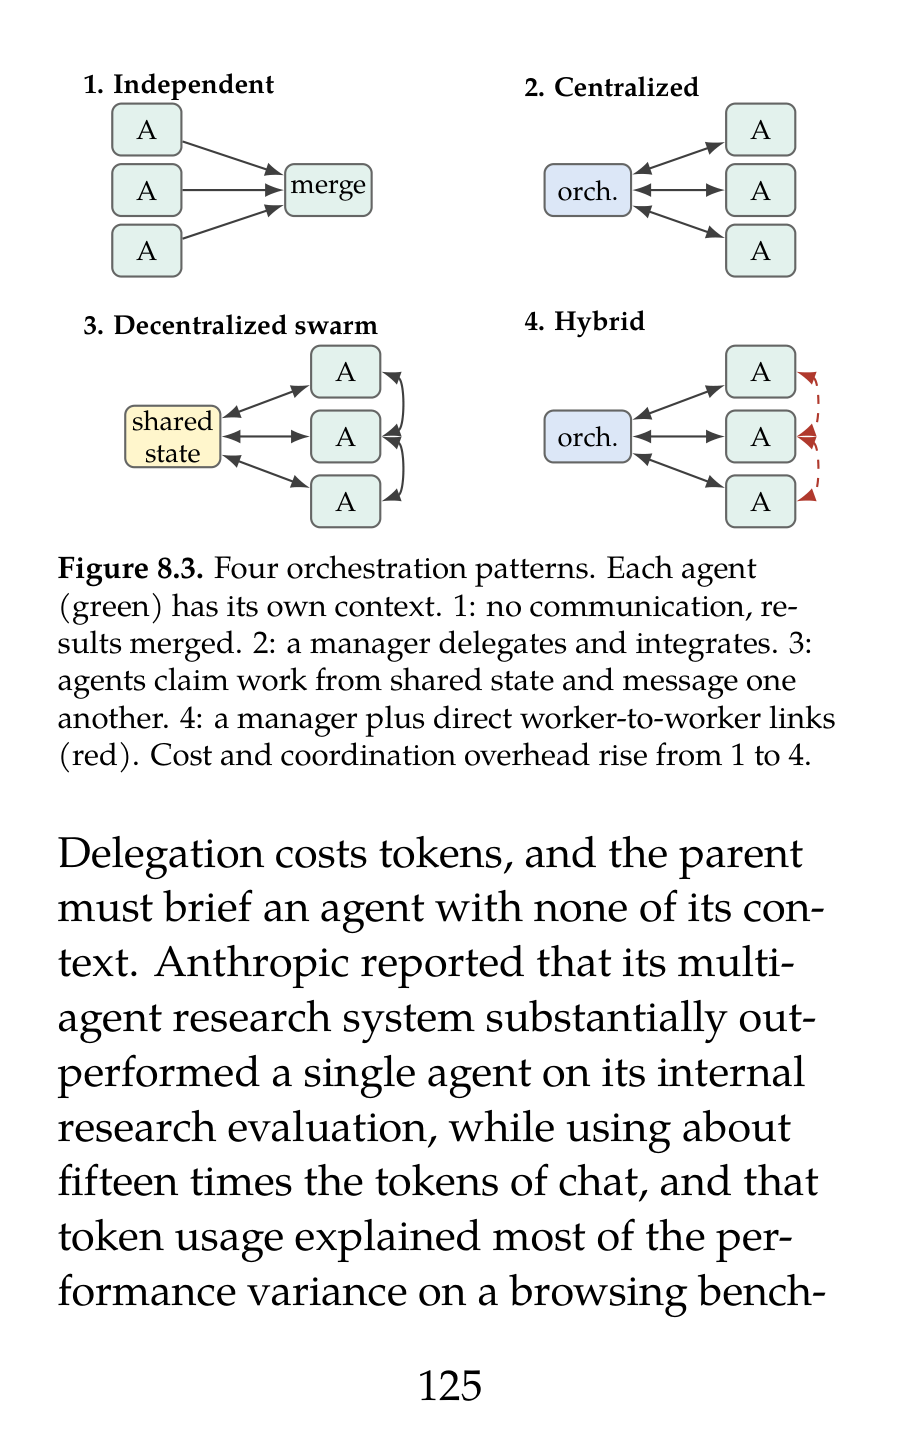 1. Independent
A
A
A
merge
2. Centralized
orch.
A
A
A
3. Decentralized swarm
shared
state
A
A
A
4. Hybrid
orch.
A
A
A
Figure 8.3. Four orchestration patterns. Each agent
(green) has its own context. 1: no communication, re-
sults merged. 2: a manager delegates and integrates. 3:
agents claim work from shared state and message one
another. 4: a manager plus direct worker-to-worker links
(red). Cost and coordination overhead rise from 1 to 4.
Delegation costs tokens, and the parent
must brief an agent with none of its con-
text. Anthropic reported that its multi-
agent research system substantially out-
performed a single agent on its internal
research evaluation, while using about
fifteen times the tokens of chat, and that
token usage explained most of the per-
formance variance on a browsing bench-
125